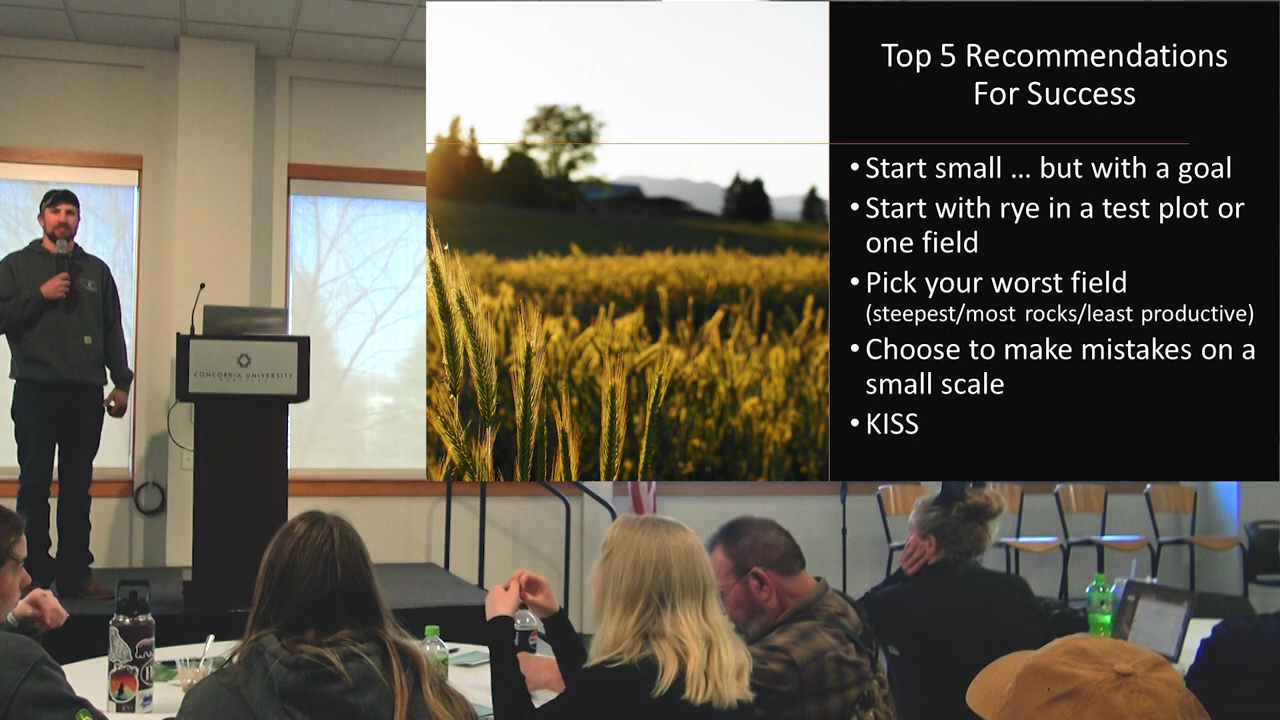 Top 5 Recommendations
For Success
• Start small ... but with a goal
• Start with rye in a test plot or
one field
• Pick your worst field
(steepest/most rocks/least productive)
• Choose to make mistakes on a
small scale
• KISS
CONCORDIA UNIVERSITY